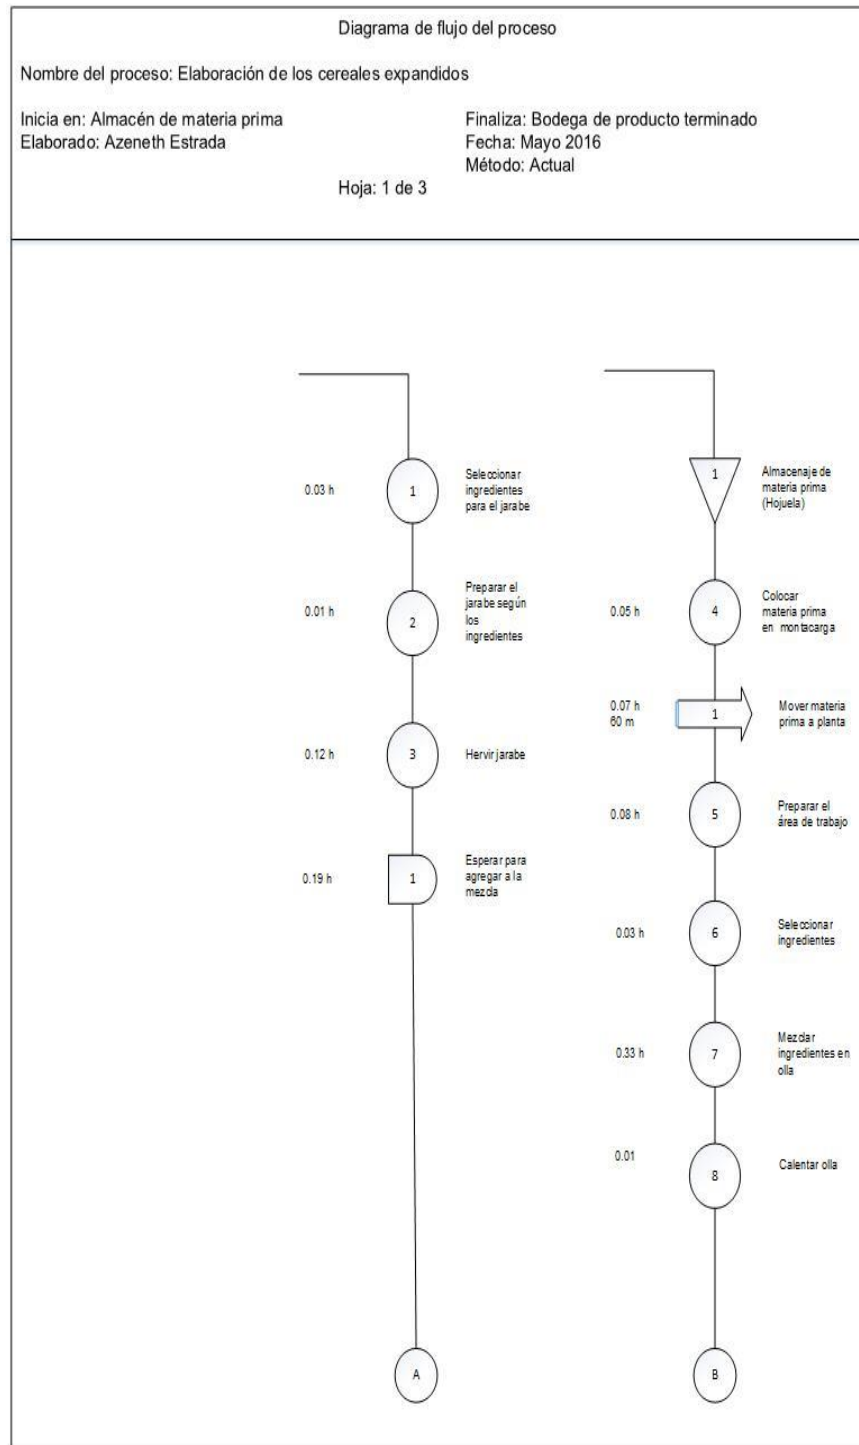 Diagrama de flujo del proceso
Nombre del proceso: Elaboración de los cereales expandidos
Inicia en: Almacén de materia prima
Elaborado: Azeneth Estrada
Finaliza: Bodega de producto terminado
Fecha: Mayo 2016
Método: Actual
Hoja: 1 de 3
0.03 h
1
Seleccionar
ingredientes
para el jarabe
0.01 h
2
Preparar el
jarabe según
los
ingredientes
0.12 h
3
Hervir jarabe
0.19 h
1
Esperar para
agregar a la
mezcla
A
1
Almacenaje de
materia prima
(Hojuela)
0.05 h
4
Colocar
materia prima
en montacarga
0.07 h
60 m
1
Mover materia
prima a planta
0.08 h
5
Preparar el
área de trabajo
0.03 h
6
Seleccionar
ingredientes
0.33 h
7
Mezclar
ingredientes en
olla
0.01
8
Calentar olla
B